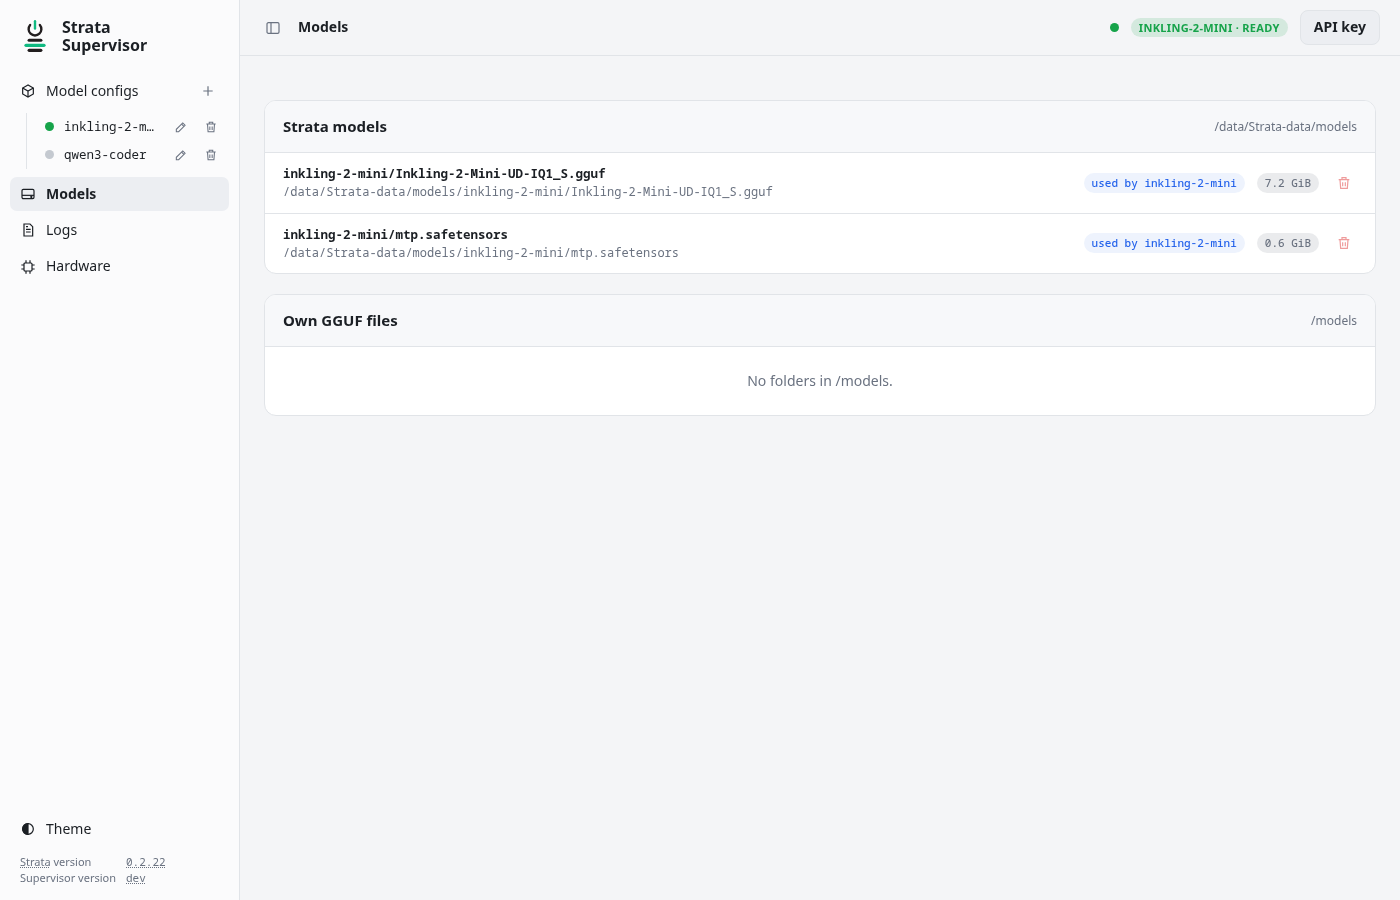 Strata
Supervisor
Model configs
inkling-2-m…
qwen3-coder
Models
Logs
Hardware
Theme
Strata version 0.2.22
Supervisor version dev
Models
INKLING-2-MINI · READY
API key
Strata models
/data/Strata-data/models
inkling-2-mini/Inkling-2-Mini-UD-IQ1_S.gguf
/data/Strata-data/models/inkling-2-mini/Inkling-2-Mini-UD-IQ1_S.gguf
used by inkling-2-mini
7.2 GiB
inkling-2-mini/mtp.safetensors
/data/Strata-data/models/inkling-2-mini/mtp.safetensors
used by inkling-2-mini
0.6 GiB
Own GGUF files
/models
No folders in /models.